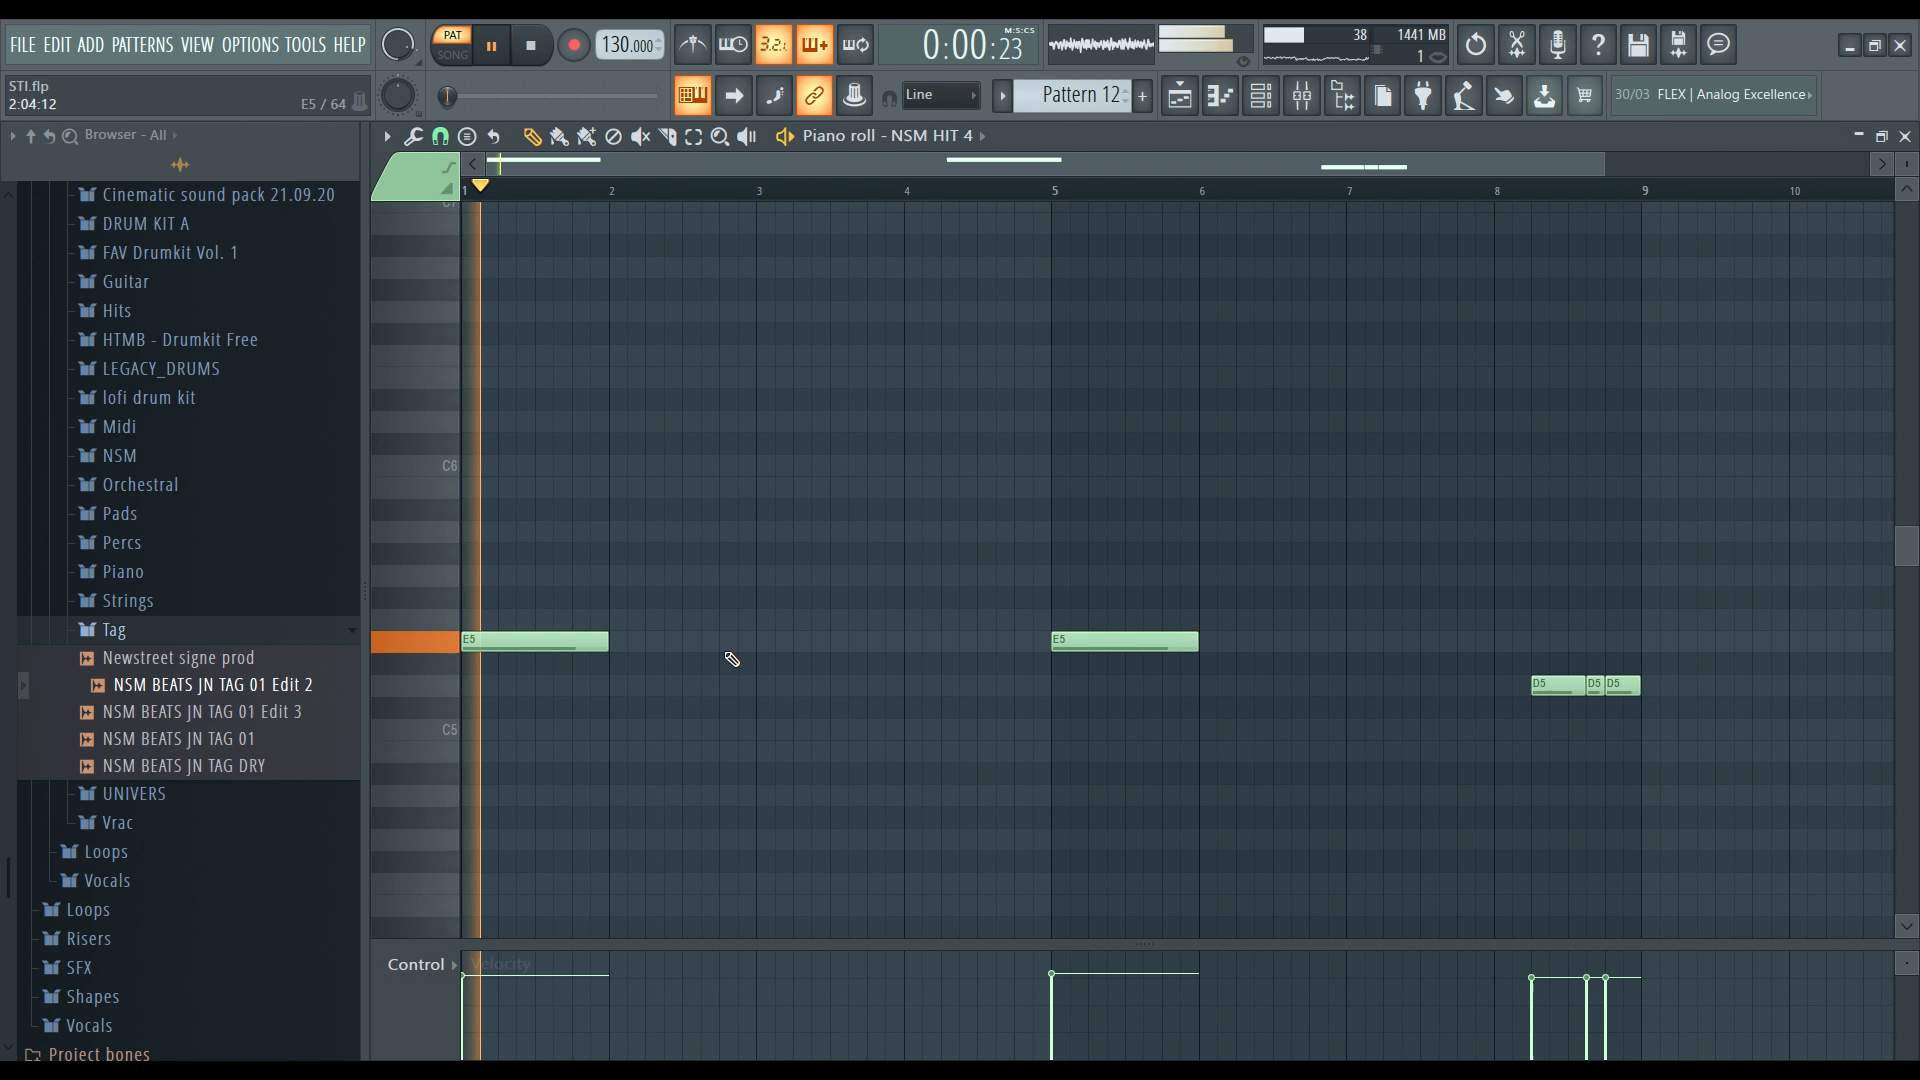 FILE EDIT ADD PATTERNS VIEW OPTIONS TOOLS HELP
PAT
SONG
130.000
3.2.1
0:00:23
M:S:CS
38
1441 MB
1
STI.flp
2:04:12
E5 / 64
Line
Pattern 12
+
30/03 FLEX | Analog Excellence
Browser - All
Piano roll - NSM HIT 4
1 2 3 4 5 6 7 8 9 10
Cinematic sound pack 21.09.20
DRUM KIT A
FAV Drumkit Vol. 1
Guitar
Hits
HTMB - Drumkit Free
LEGACY_DRUMS
lofi drum kit
Midi
NSM
Orchestral
Pads
Percs
Piano
Strings
Tag
Newstreet signe prod
NSM BEATS JN TAG 01 Edit 2
NSM BEATS JN TAG 01 Edit 3
NSM BEATS JN TAG 01
NSM BEATS JN TAG DRY
UNIVERS
Vrac
Loops
Vocals
Loops
Risers
SFX
Shapes
Vocals
Project bones
C7
C6
C5
E5
E5
D5
D5
D5
Control
Velocity